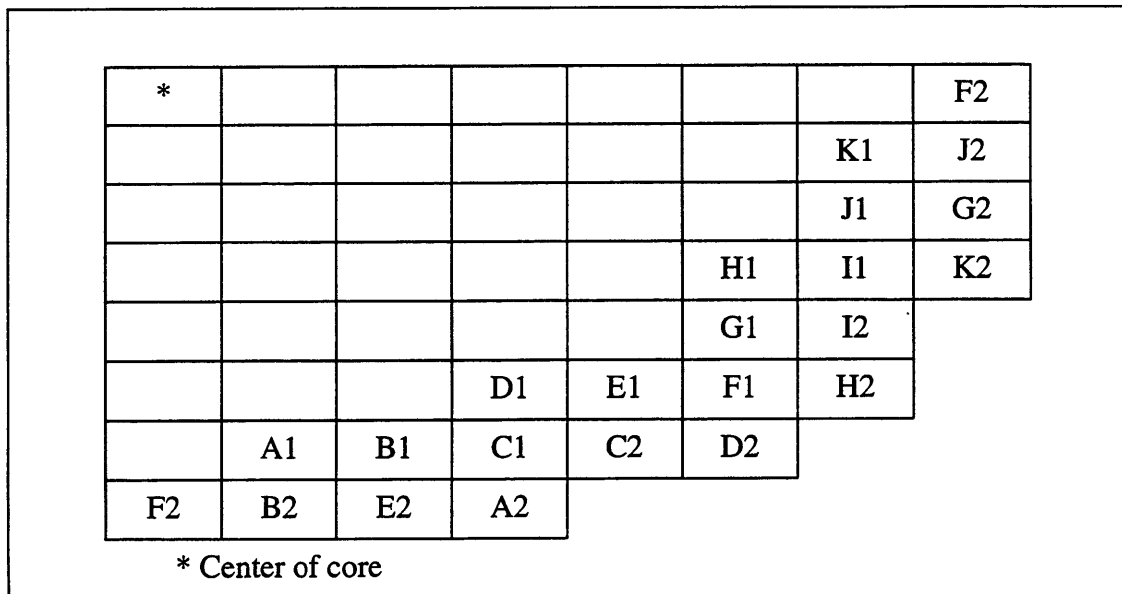 * F2
K1 J2
J1 G2
H1 I1 K2
G1 I2
D1 E1 F1 H2
A1 B1 C1 C2 D2
F2 B2 E2 A2
* Center of core